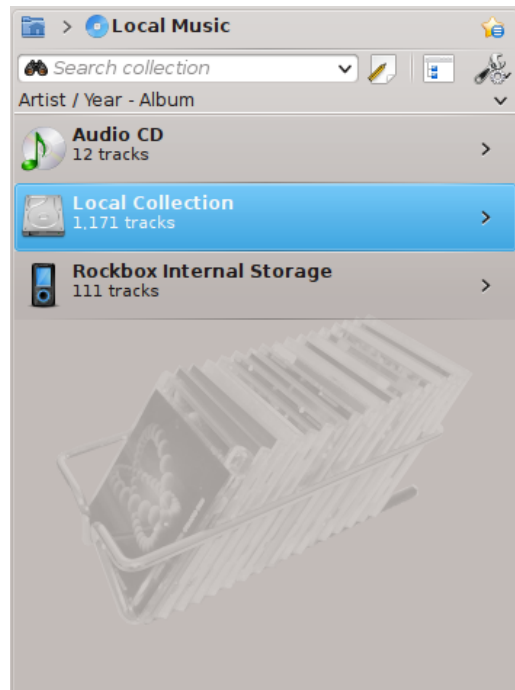 > Local Music
Search collection
Artist / Year - Album
Audio CD
12 tracks
Local Collection
1,171 tracks
Rockbox Internal Storage
111 tracks